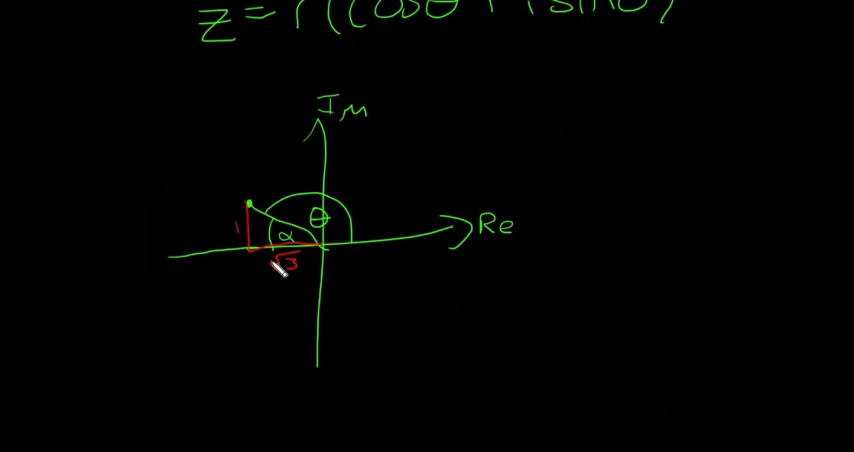 z = r(cosθ + i sinθ)
Im
θ
Re
1
α
√3